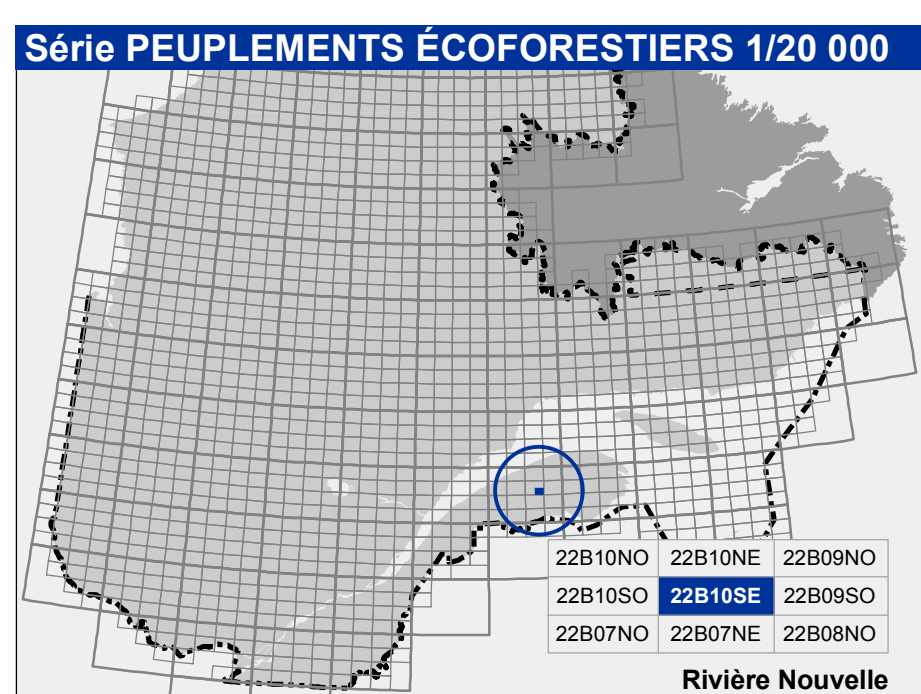 Série PEUPLEMENTS ÉCOFORESTIERS 1/20 000
22B10NO 22B10NE 22B09NO
22B10SO 22B10SE 22B09SO
22B07NO 22B07NE 22B08NO
Rivière Nouvelle